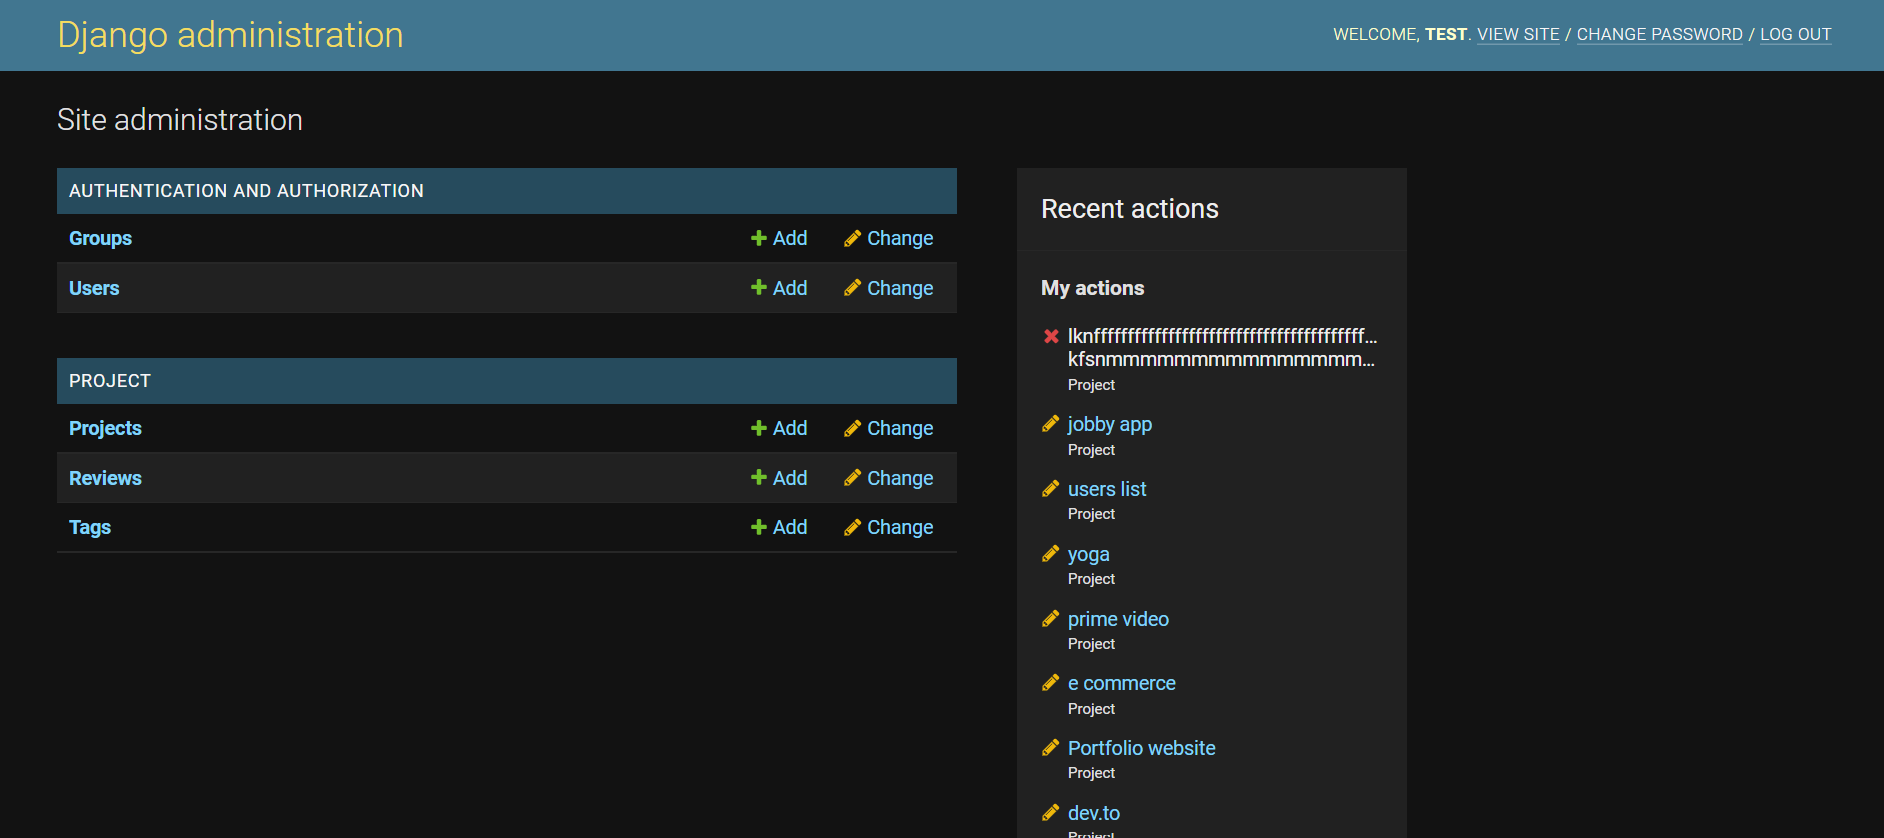 Django administration
WELCOME, TEST. VIEW SITE / CHANGE PASSWORD / LOG OUT
Site administration
AUTHENTICATION AND AUTHORIZATION
Groups Add Change
Users Add Change
PROJECT
Projects Add Change
Reviews Add Change
Tags Add Change
Recent actions
My actions
lknffffffffffffffffffffffffffffffffffffffff...
kfsnmmmmmmmmmmmmmmm...
Project
jobby app
Project
users list
Project
yoga
Project
prime video
Project
e commerce
Project
Portfolio website
Project
dev.to
Project